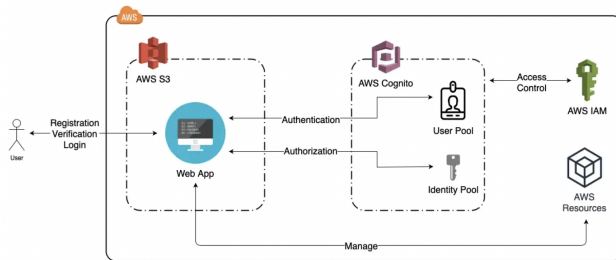 AWS
AWS S3
AWS Cognito
Access
Control
AWS IAM
Registration
Verification
Login
User
Authentication
User Pool
Web App
Authorization
Identity Pool
AWS
Resources
Manage